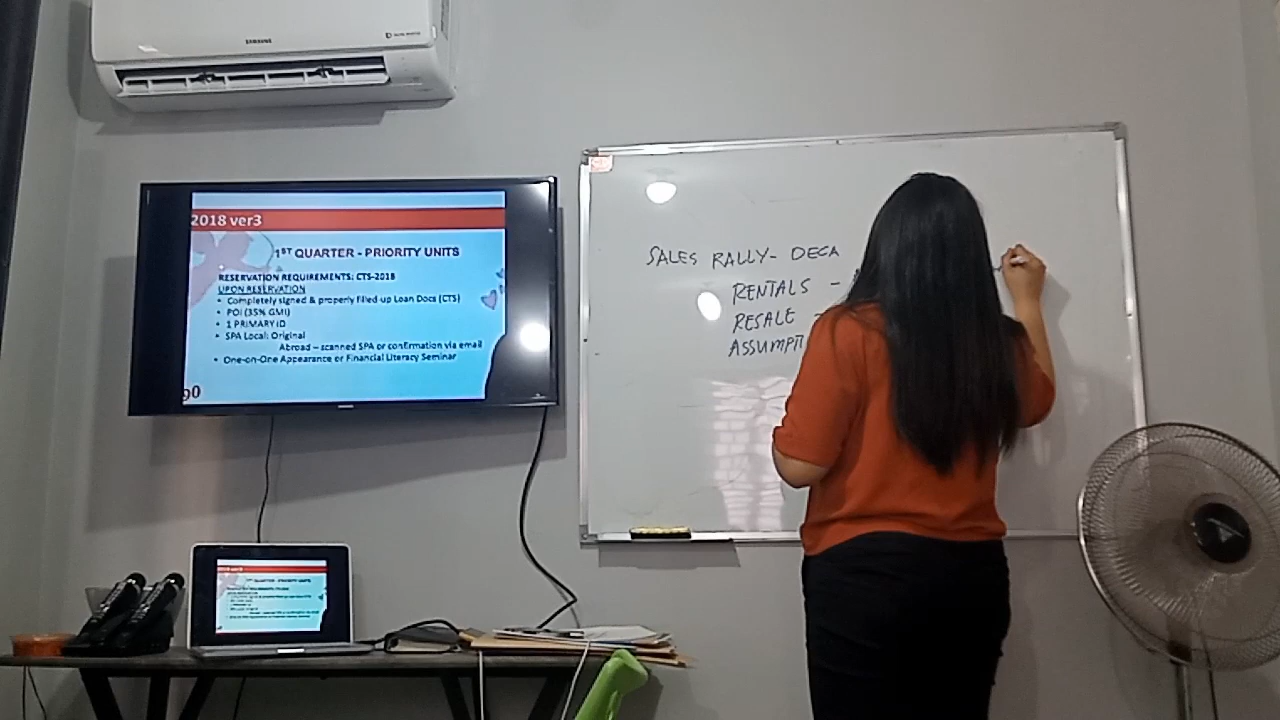 SAMSUNG
2018 ver3
1ST QUARTER - PRIORITY UNITS
RESERVATION REQUIREMENTS: CTS-2018
UPON RESERVATION
• Completely signed & properly filled-up Loan Docs (CTS)
• POI (35% GMI)
• 1 PRIMARY ID
• SPA Local: Original
Abroad – scanned SPA or confirmation via email
• One-on-One Appearance or Financial Literacy Seminar
90
SALES RALLY- DECA
RENTALS -
RESALE -
ASSUMPTI